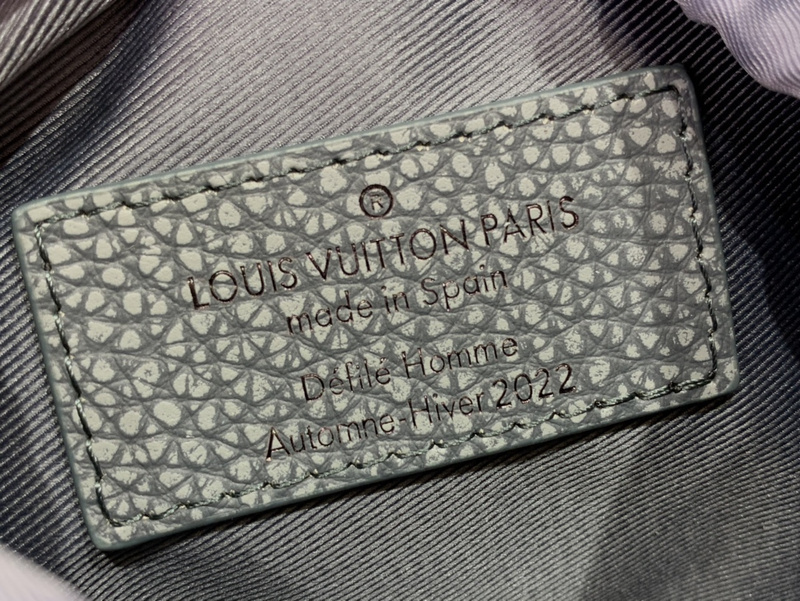 ®
LOUIS VUITTON PARIS
made in Spain
Défilé Homme
Automne-Hiver 2022